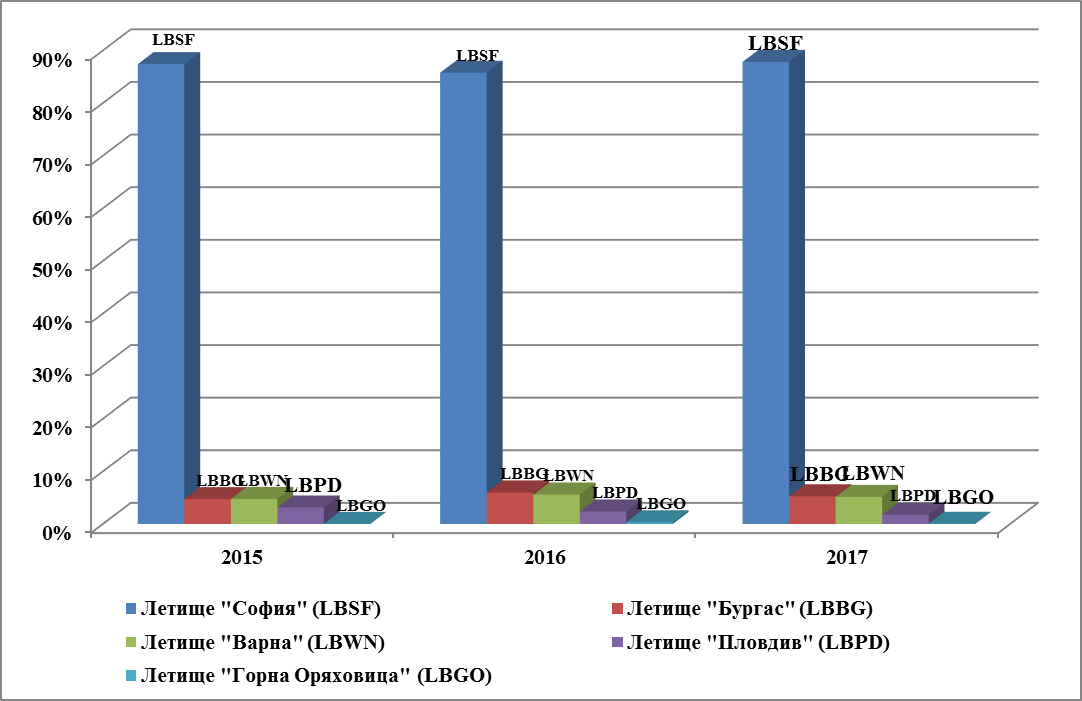 90%
80%
70%
60%
50%
40%
30%
20%
10%
0%
LBSF
LBBG
LBWN
LBPD
LBGO
LBSF
LBBG
LBWN
LBPD
LBGO
LBSF
LBBG
LBWN
LBPD
LBGO
2015
2016
2017
Летище "София" (LBSF)
Летище "Бургас" (LBBG)
Летище "Варна" (LBWN)
Летище "Пловдив" (LBPD)
Летище "Горна Оряховица" (LBGO)